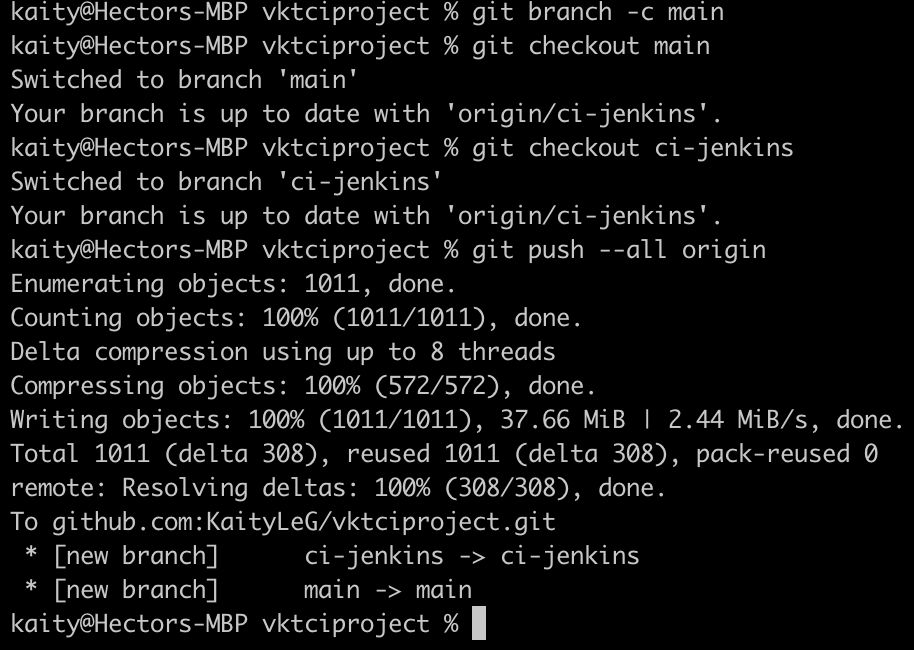 kaity@Hectors-MBP vktciproject % git branch -c main
kaity@Hectors-MBP vktciproject % git checkout main
Switched to branch 'main'
Your branch is up to date with 'origin/ci-jenkins'.
kaity@Hectors-MBP vktciproject % git checkout ci-jenkins
Switched to branch 'ci-jenkins'
Your branch is up to date with 'origin/ci-jenkins'.
kaity@Hectors-MBP vktciproject % git push --all origin
Enumerating objects: 1011, done.
Counting objects: 100% (1011/1011), done.
Delta compression using up to 8 threads
Compressing objects: 100% (572/572), done.
Writing objects: 100% (1011/1011), 37.66 MiB | 2.44 MiB/s, done.
Total 1011 (delta 308), reused 1011 (delta 308), pack-reused 0
remote: Resolving deltas: 100% (308/308), done.
To github.com:KaityLeG/vktciproject.git
 * [new branch]      ci-jenkins -> ci-jenkins
 * [new branch]      main -> main
kaity@Hectors-MBP vktciproject %